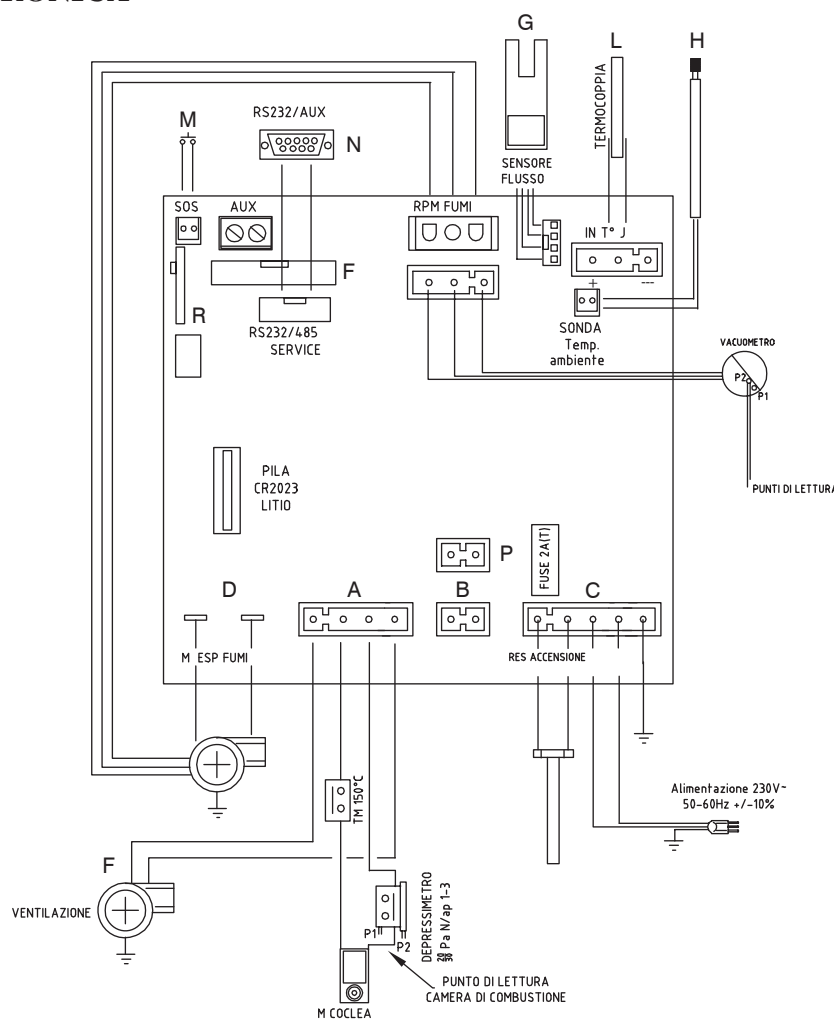 G
L
H
M
RS232/AUX
N
TERMOCOPPIA
SENSORE
FLUSSO
SOS
AUX
RPM FUMI
IN T° J
F
R
+
---
RS232/485
SERVICE
SONDA
Temp.
ambiente
VACUOMETRO
P2
P1
PUNTI DI LETTURA
PILA
CR2023
LITIO
P
FUSE 2A(T)
D
A
B
C
M ESP FUMI
RES ACCENSIONE
TM 150°C
Alimentazione 230V~
50-60Hz +/-10%
F
VENTILAZIONE
P1
P2
DEPRESSIMETRO
Pa N/ap 1-3
PUNTO DI LETTURA
CAMERA DI COMBUSTIONE
M COCLEA